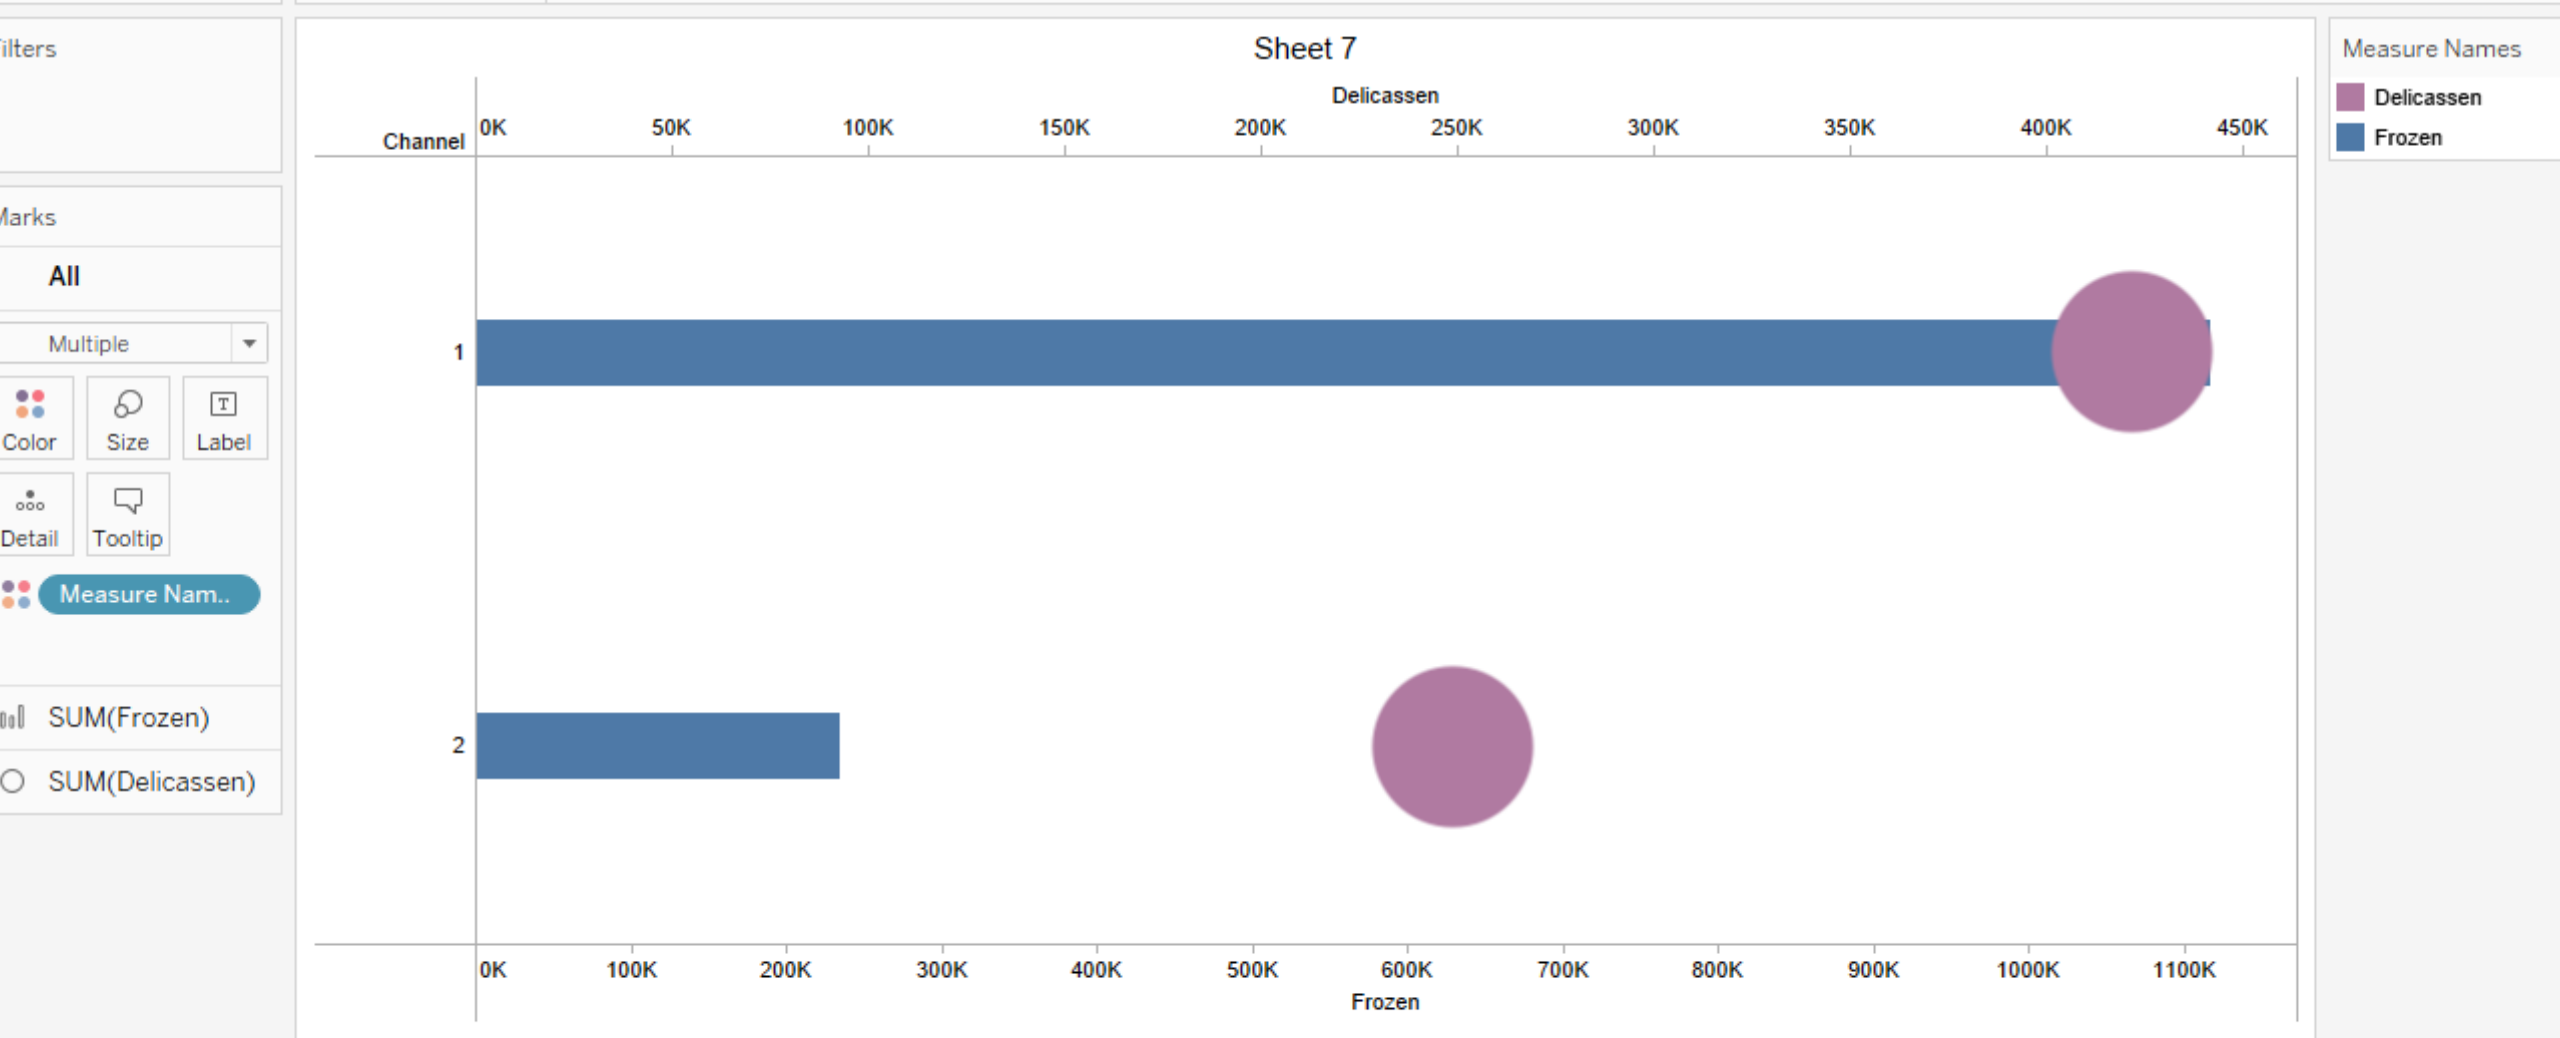 ilters
Marks
All
Multiple
Color Size T Label
Detail Tooltip
Measure Nam..
SUM(Frozen)
SUM(Delicassen)
Sheet 7
Delicassen
Channel 0K 50K 100K 150K 200K 250K 300K 350K 400K 450K
1
2
0K 100K 200K 300K 400K 500K 600K 700K 800K 900K 1000K 1100K
Frozen
Measure Names
Delicassen
Frozen